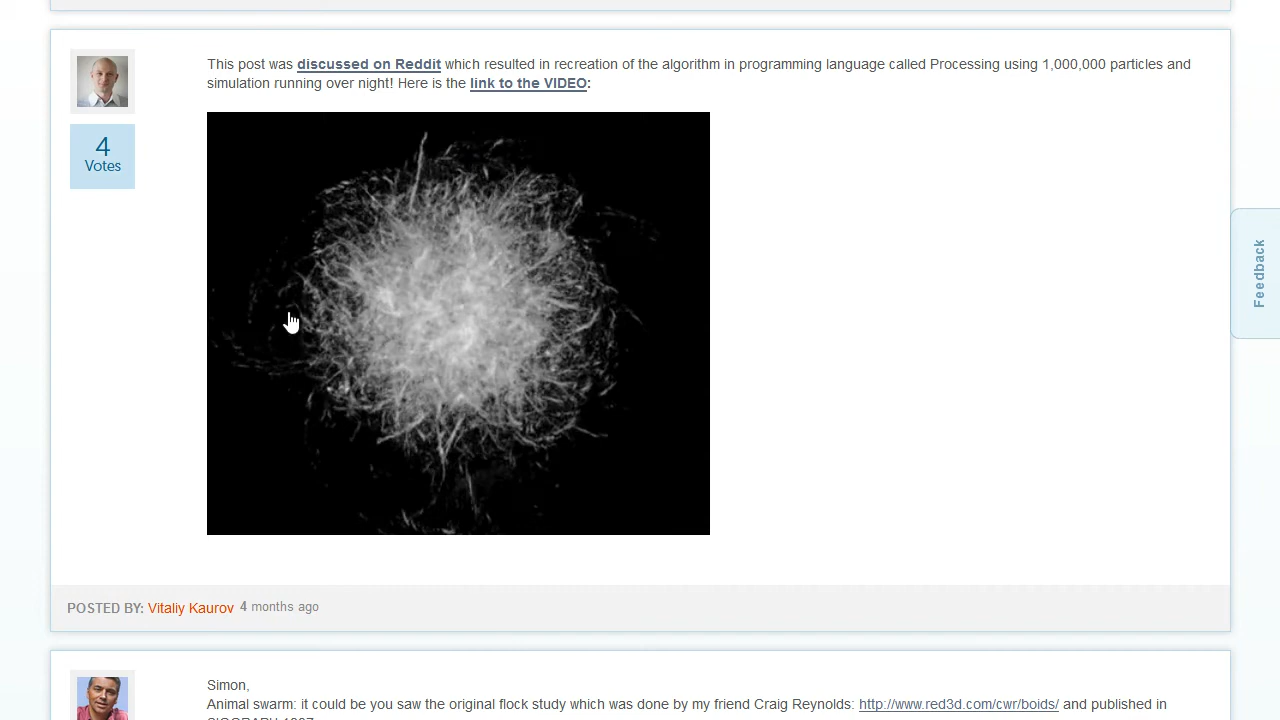 This post was discussed on Reddit which resulted in recreation of the algorithm in programming language called Processing using 1,000,000 particles and
simulation running over night! Here is the link to the VIDEO:
4
Votes
Feedback
POSTED BY: Vitaliy Kaurov 4 months ago
Simon,
Animal swarm: it could be you saw the original flock study which was done by my friend Craig Reynolds: http://www.red3d.com/cwr/boids/ and published in